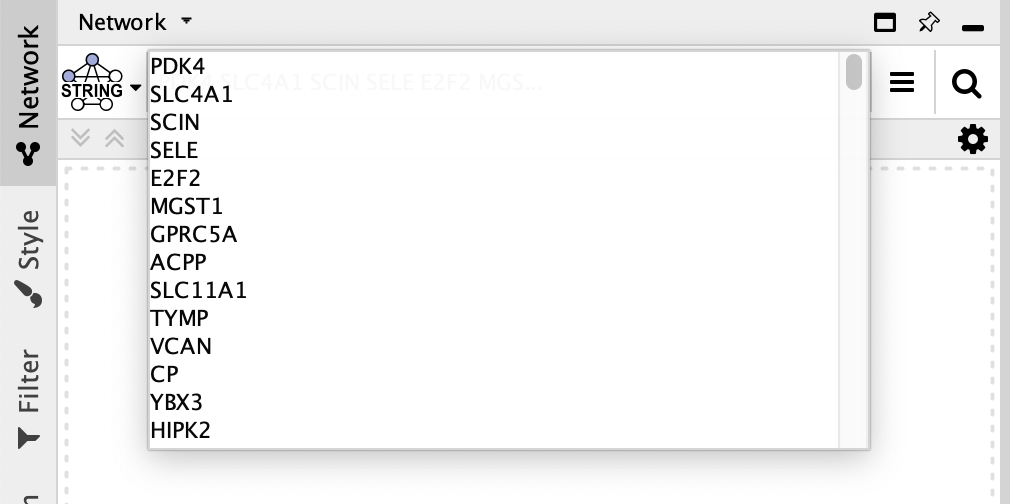 Network
Network
Style
Filter
STRING
SLC4A1 SCIN SELE E2F2 MGS...
PDK4
SLC4A1
SCIN
SELE
E2F2
MGST1
GPRC5A
ACPP
SLC11A1
TYMP
VCAN
CP
YBX3
HIPK2